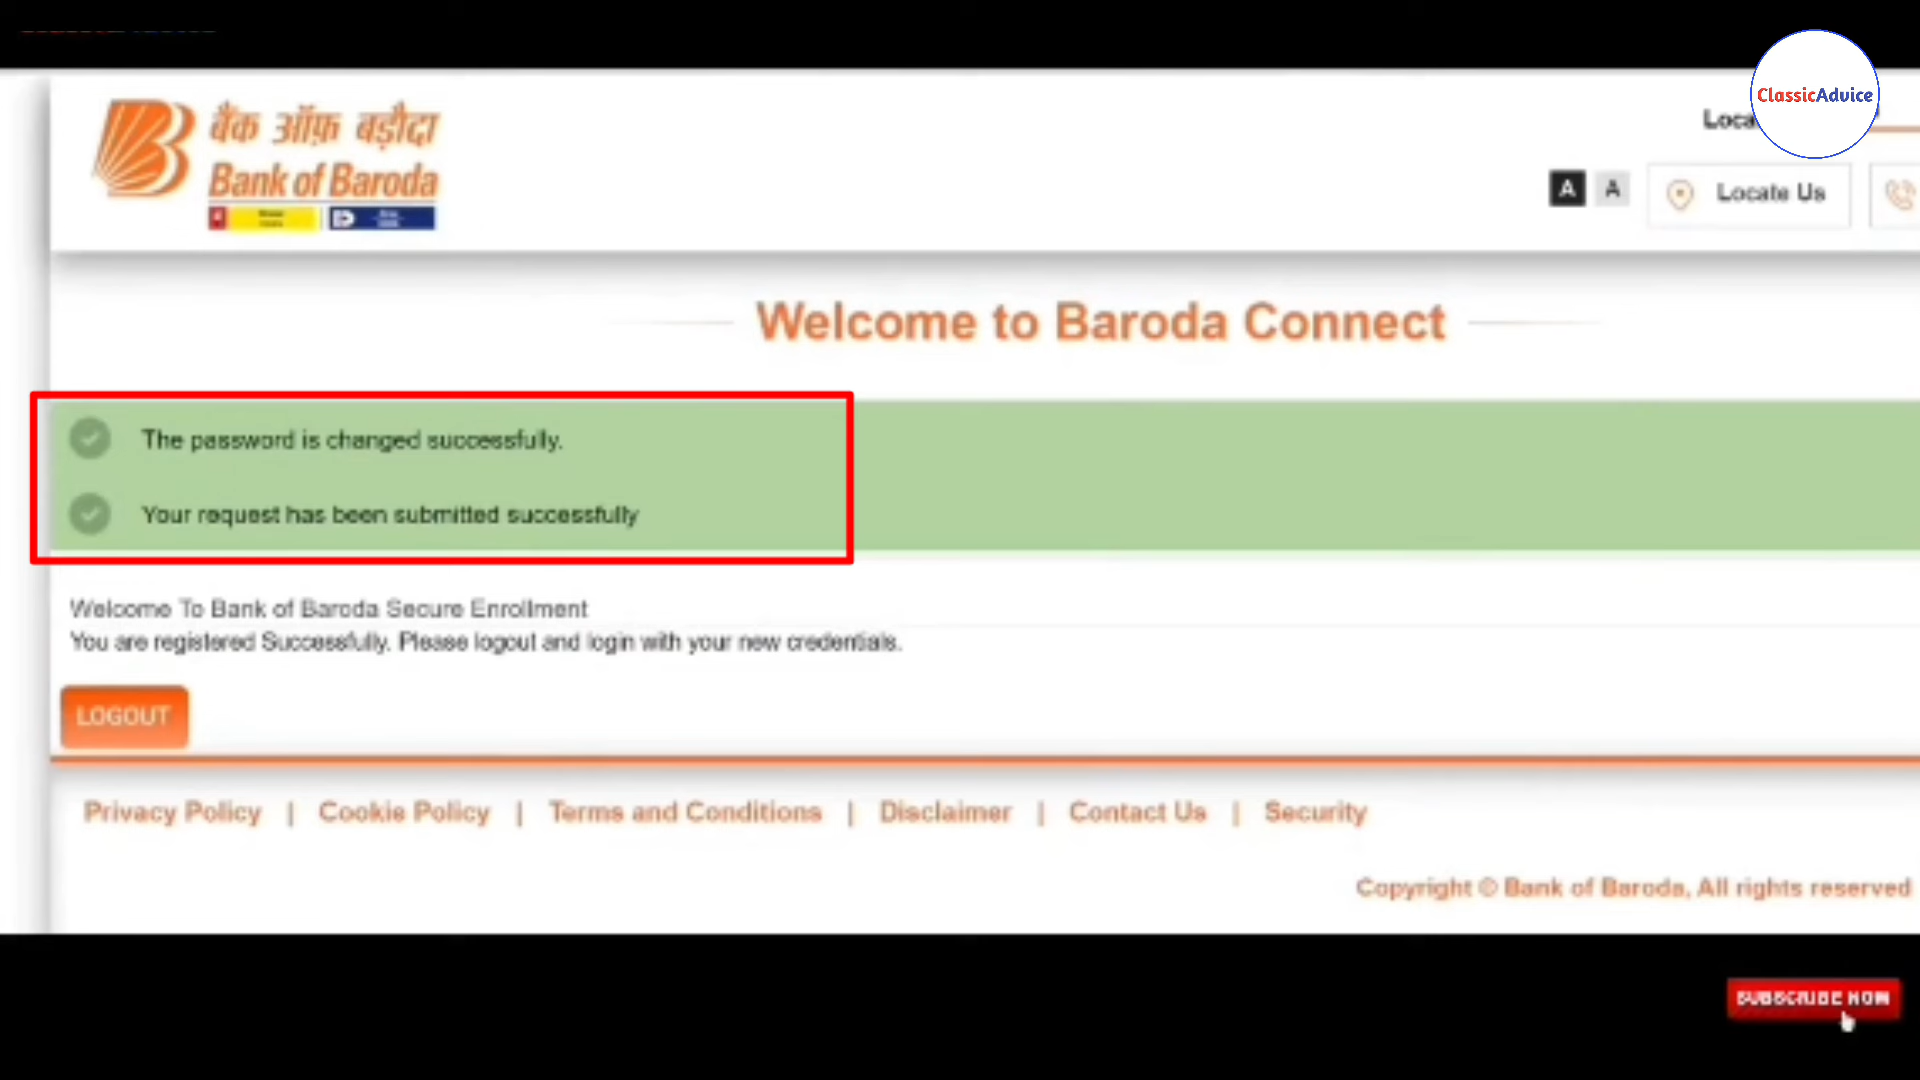 ClassicAdvice
बैंक ऑफ़ बड़ौदा
Bank of Baroda
A A
Locate Us
Welcome to Baroda Connect
The password is changed successfully.
Your request has been submitted successfully
Welcome To Bank of Baroda Secure Enrollment
You are registered Successfully. Please logout and login with your new credentials.
LOGOUT
Privacy Policy | Cookie Policy | Terms and Conditions | Disclaimer | Contact Us | Security
Copyright © Bank of Baroda, All rights reserved
SUBSCRIBE NOW